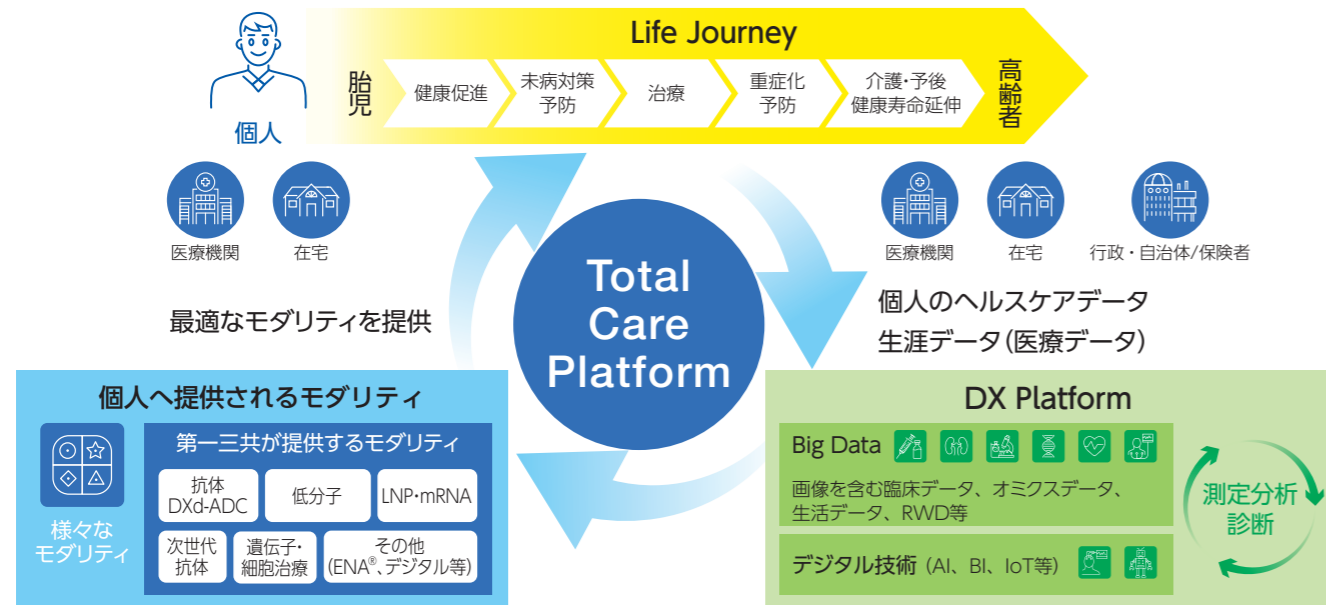 Life Journey
個人
胎児
健康促進
未病対策
予防
治療
重症化
予防
介護・予後
健康寿命延伸
高齢者
医療機関
在宅
最適なモダリティを提供
Total
Care
Platform
医療機関
在宅
行政・自治体/保険者
個人のヘルスケアデータ
生涯データ（医療データ）
個人へ提供されるモダリティ
様々な
モダリティ
第一三共が提供するモダリティ
抗体
DXd-ADC
低分子
LNP・mRNA
次世代
抗体
遺伝子・
細胞治療
その他
(ENA®、デジタル等)
DX Platform
Big Data
画像を含む臨床データ、オミクスデータ、
生活データ、RWD等
デジタル技術（AI、BI、IoT等）
測定分析
診断